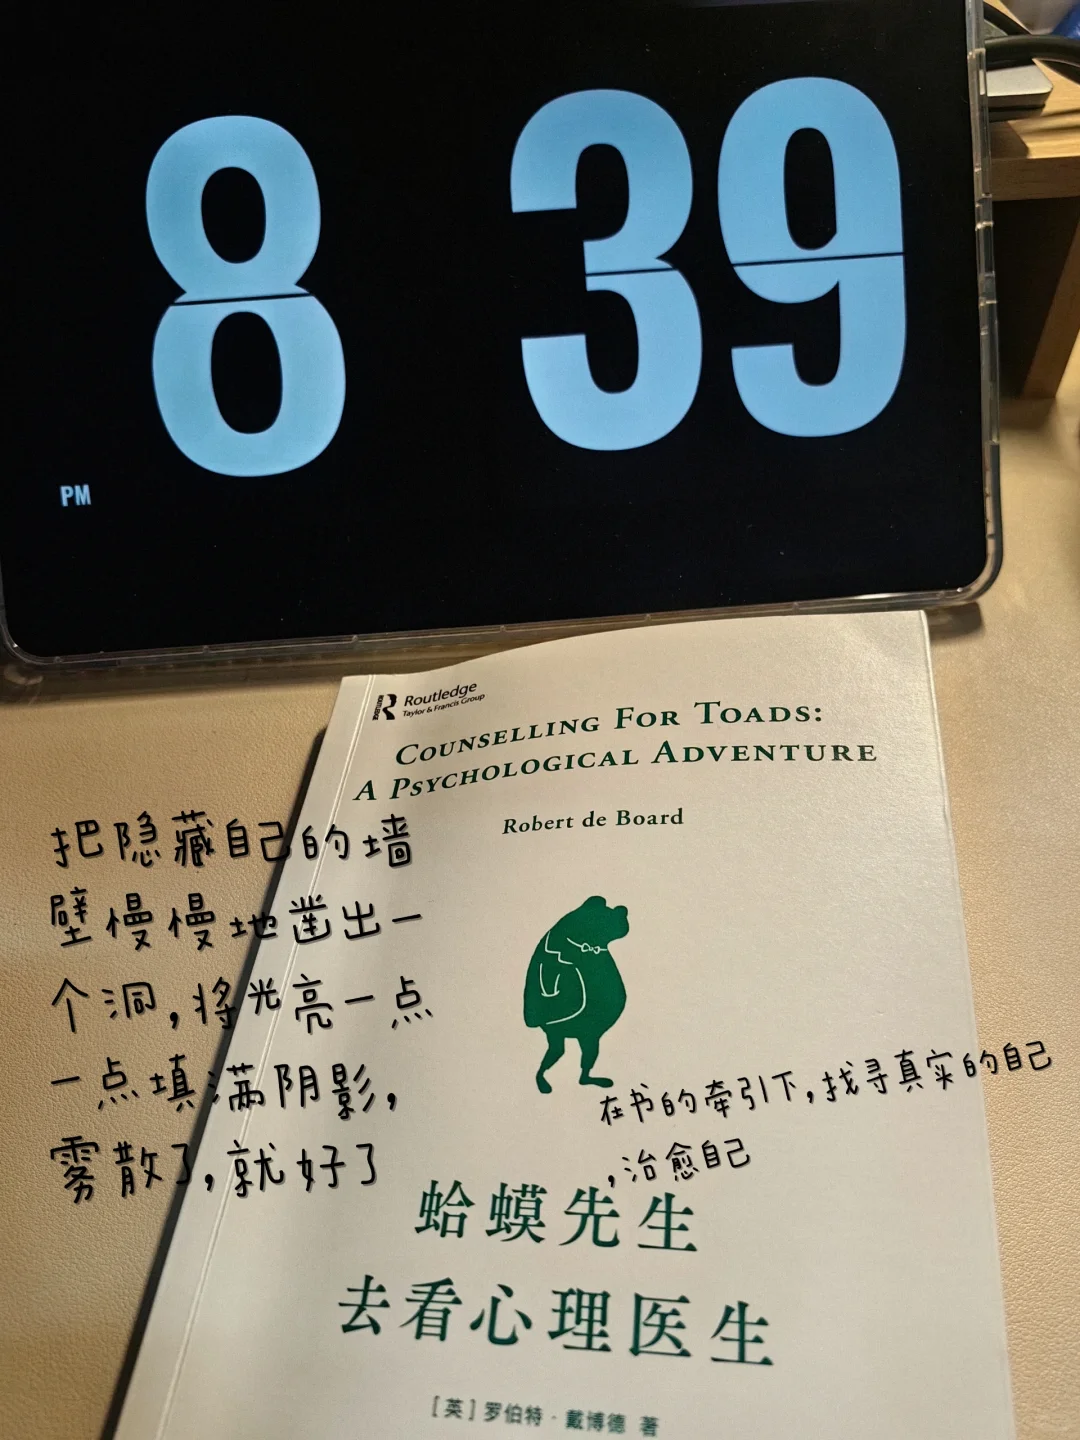 8 39
PM
Routledge
Taylor & Francis Group
COUNSELLING FOR TOADS:
A PSYCHOLOGICAL ADVENTURE
Robert de Board
把隐藏自己的墙
壁慢慢地凿出一
个洞,将光亮一点
一点填满阴影,
雾散了,就好了
在书的牵引下,找寻真实的自己
,治愈自己
蛤蟆先生
去看心理医生
[英]罗伯特·戴博德 著